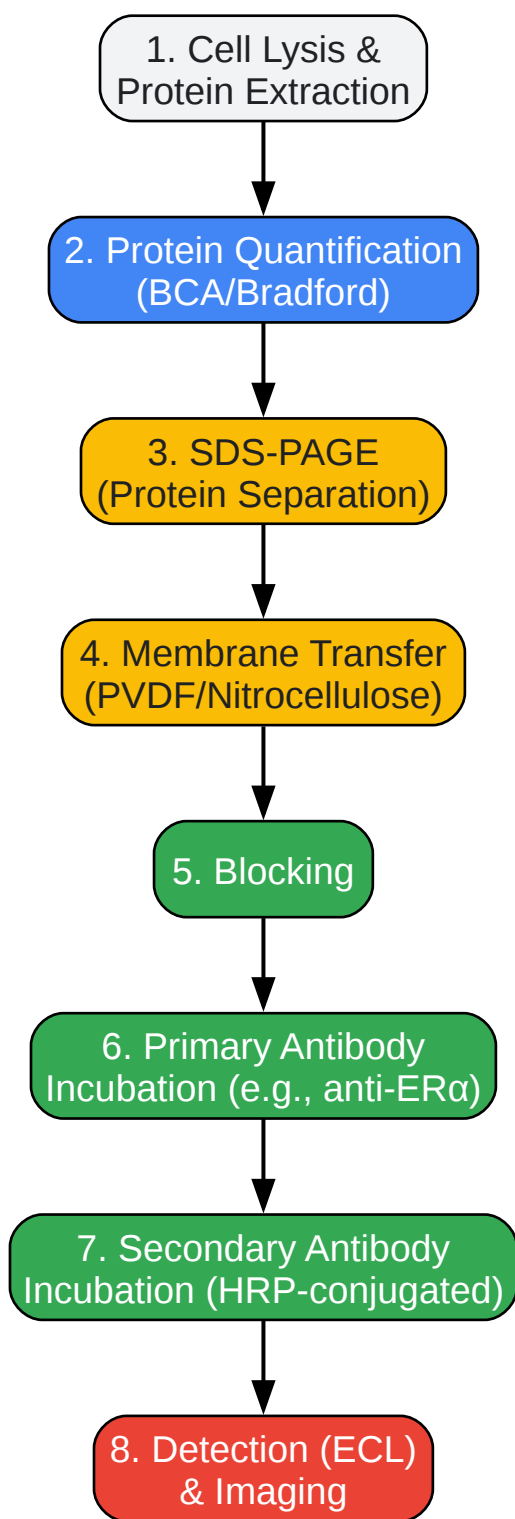 1. Cell Lysis &
Protein Extraction
2. Protein Quantification
(BCA/Bradford)
3. SDS-PAGE
(Protein Separation)
4. Membrane Transfer
(PVDF/Nitrocellulose)
5. Blocking
6. Primary Antibody
Incubation (e.g., anti-ERα)
7. Secondary Antibody
Incubation (HRP-conjugated)
8. Detection (ECL)
& Imaging